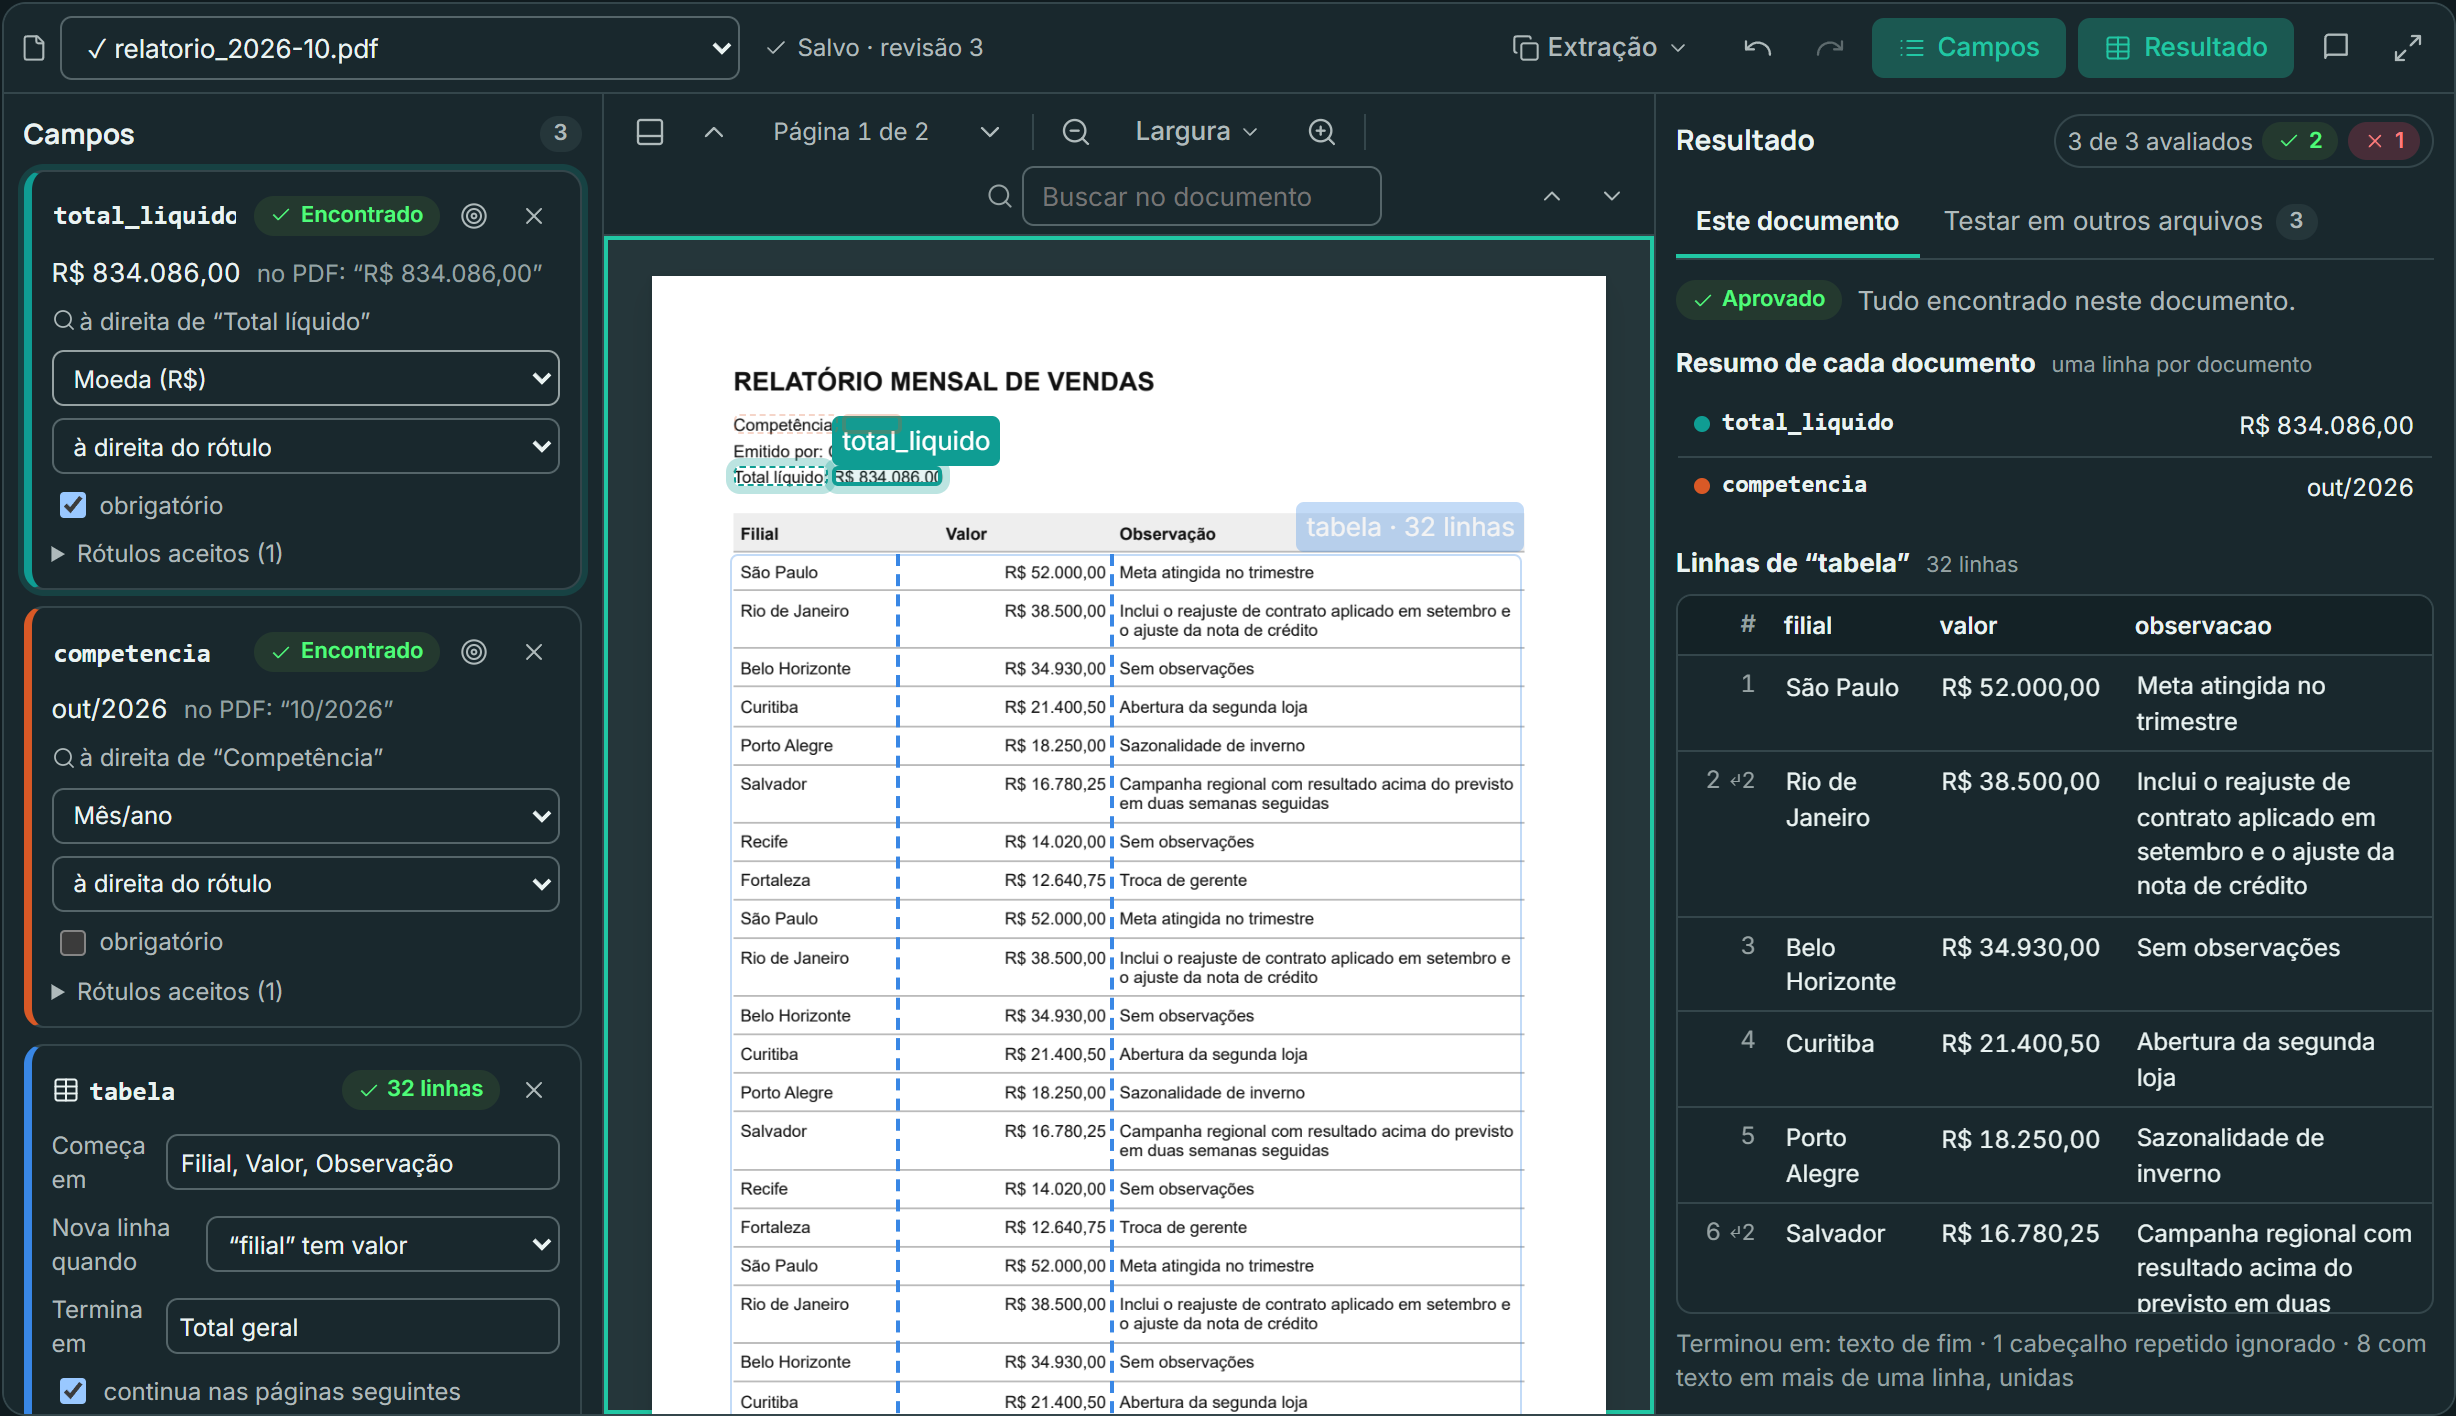 ✓ relatorio_2026-10.pdf
Salvo · revisão 3
Extração
Campos
Resultado
Campos
3
total_liquido
Encontrado
R$ 834.086,00 no PDF: “R$ 834.086,00”
à direita de “Total líquido”
Moeda (R$)
à direita do rótulo
obrigatório
Rótulos aceitos (1)
competencia
Encontrado
out/2026 no PDF: “10/2026”
à direita de “Competência”
Mês/ano
à direita do rótulo
obrigatório
Rótulos aceitos (1)
tabela
32 linhas
Começa em
Filial, Valor, Observação
Nova linha quando
“filial” tem valor
Termina em
Total geral
continua nas páginas seguintes
Página 1 de 2
Largura
Buscar no documento
RELATÓRIO MENSAL DE VENDAS
Competência
total_liquido
Emitido por:
Total líquido: R$ 834.086,00
tabela · 32 linhas
Filial Valor Observação
São Paulo R$ 52.000,00 Meta atingida no trimestre
Rio de Janeiro R$ 38.500,00 Inclui o reajuste de contrato aplicado em setembro e
o ajuste da nota de crédito
Belo Horizonte R$ 34.930,00 Sem observações
Curitiba R$ 21.400,50 Abertura da segunda loja
Porto Alegre R$ 18.250,00 Sazonalidade de inverno
Salvador R$ 16.780,25 Campanha regional com resultado acima do previsto
em duas semanas seguidas
Recife R$ 14.020,00 Sem observações
Fortaleza R$ 12.640,75 Troca de gerente
São Paulo R$ 52.000,00 Meta atingida no trimestre
Rio de Janeiro R$ 38.500,00 Inclui o reajuste de contrato aplicado em setembro e
o ajuste da nota de crédito
Belo Horizonte R$ 34.930,00 Sem observações
Curitiba R$ 21.400,50 Abertura da segunda loja
Porto Alegre R$ 18.250,00 Sazonalidade de inverno
Salvador R$ 16.780,25 Campanha regional com resultado acima do previsto
em duas semanas seguidas
Recife R$ 14.020,00 Sem observações
Fortaleza R$ 12.640,75 Troca de gerente
São Paulo R$ 52.000,00 Meta atingida no trimestre
Rio de Janeiro R$ 38.500,00 Inclui o reajuste de contrato aplicado em setembro e
o ajuste da nota de crédito
Belo Horizonte R$ 34.930,00 Sem observações
Curitiba R$ 21.400,50 Abertura da segunda loja
Resultado
3 de 3 avaliados
2
1
Este documento
Testar em outros arquivos 3
Aprovado
Tudo encontrado neste documento.
Resumo de cada documento uma linha por documento
total_liquido R$ 834.086,00
competencia out/2026
Linhas de “tabela” 32 linhas
# filial valor observacao
1 São Paulo R$ 52.000,00 Meta atingida no
trimestre
2 ↵2 Rio de R$ 38.500,00 Inclui o reajuste de
Janeiro contrato aplicado em
setembro e o ajuste da
nota de crédito
3 Belo R$ 34.930,00 Sem observações
Horizonte
4 Curitiba R$ 21.400,50 Abertura da segunda
loja
5 Porto R$ 18.250,00 Sazonalidade de
Alegre inverno
6 ↵2 Salvador R$ 16.780,25 Campanha regional com
resultado acima do
previsto em duas
Terminou em: texto de fim · 1 cabeçalho repetido ignorado · 8 com
texto em mais de uma linha, unidas